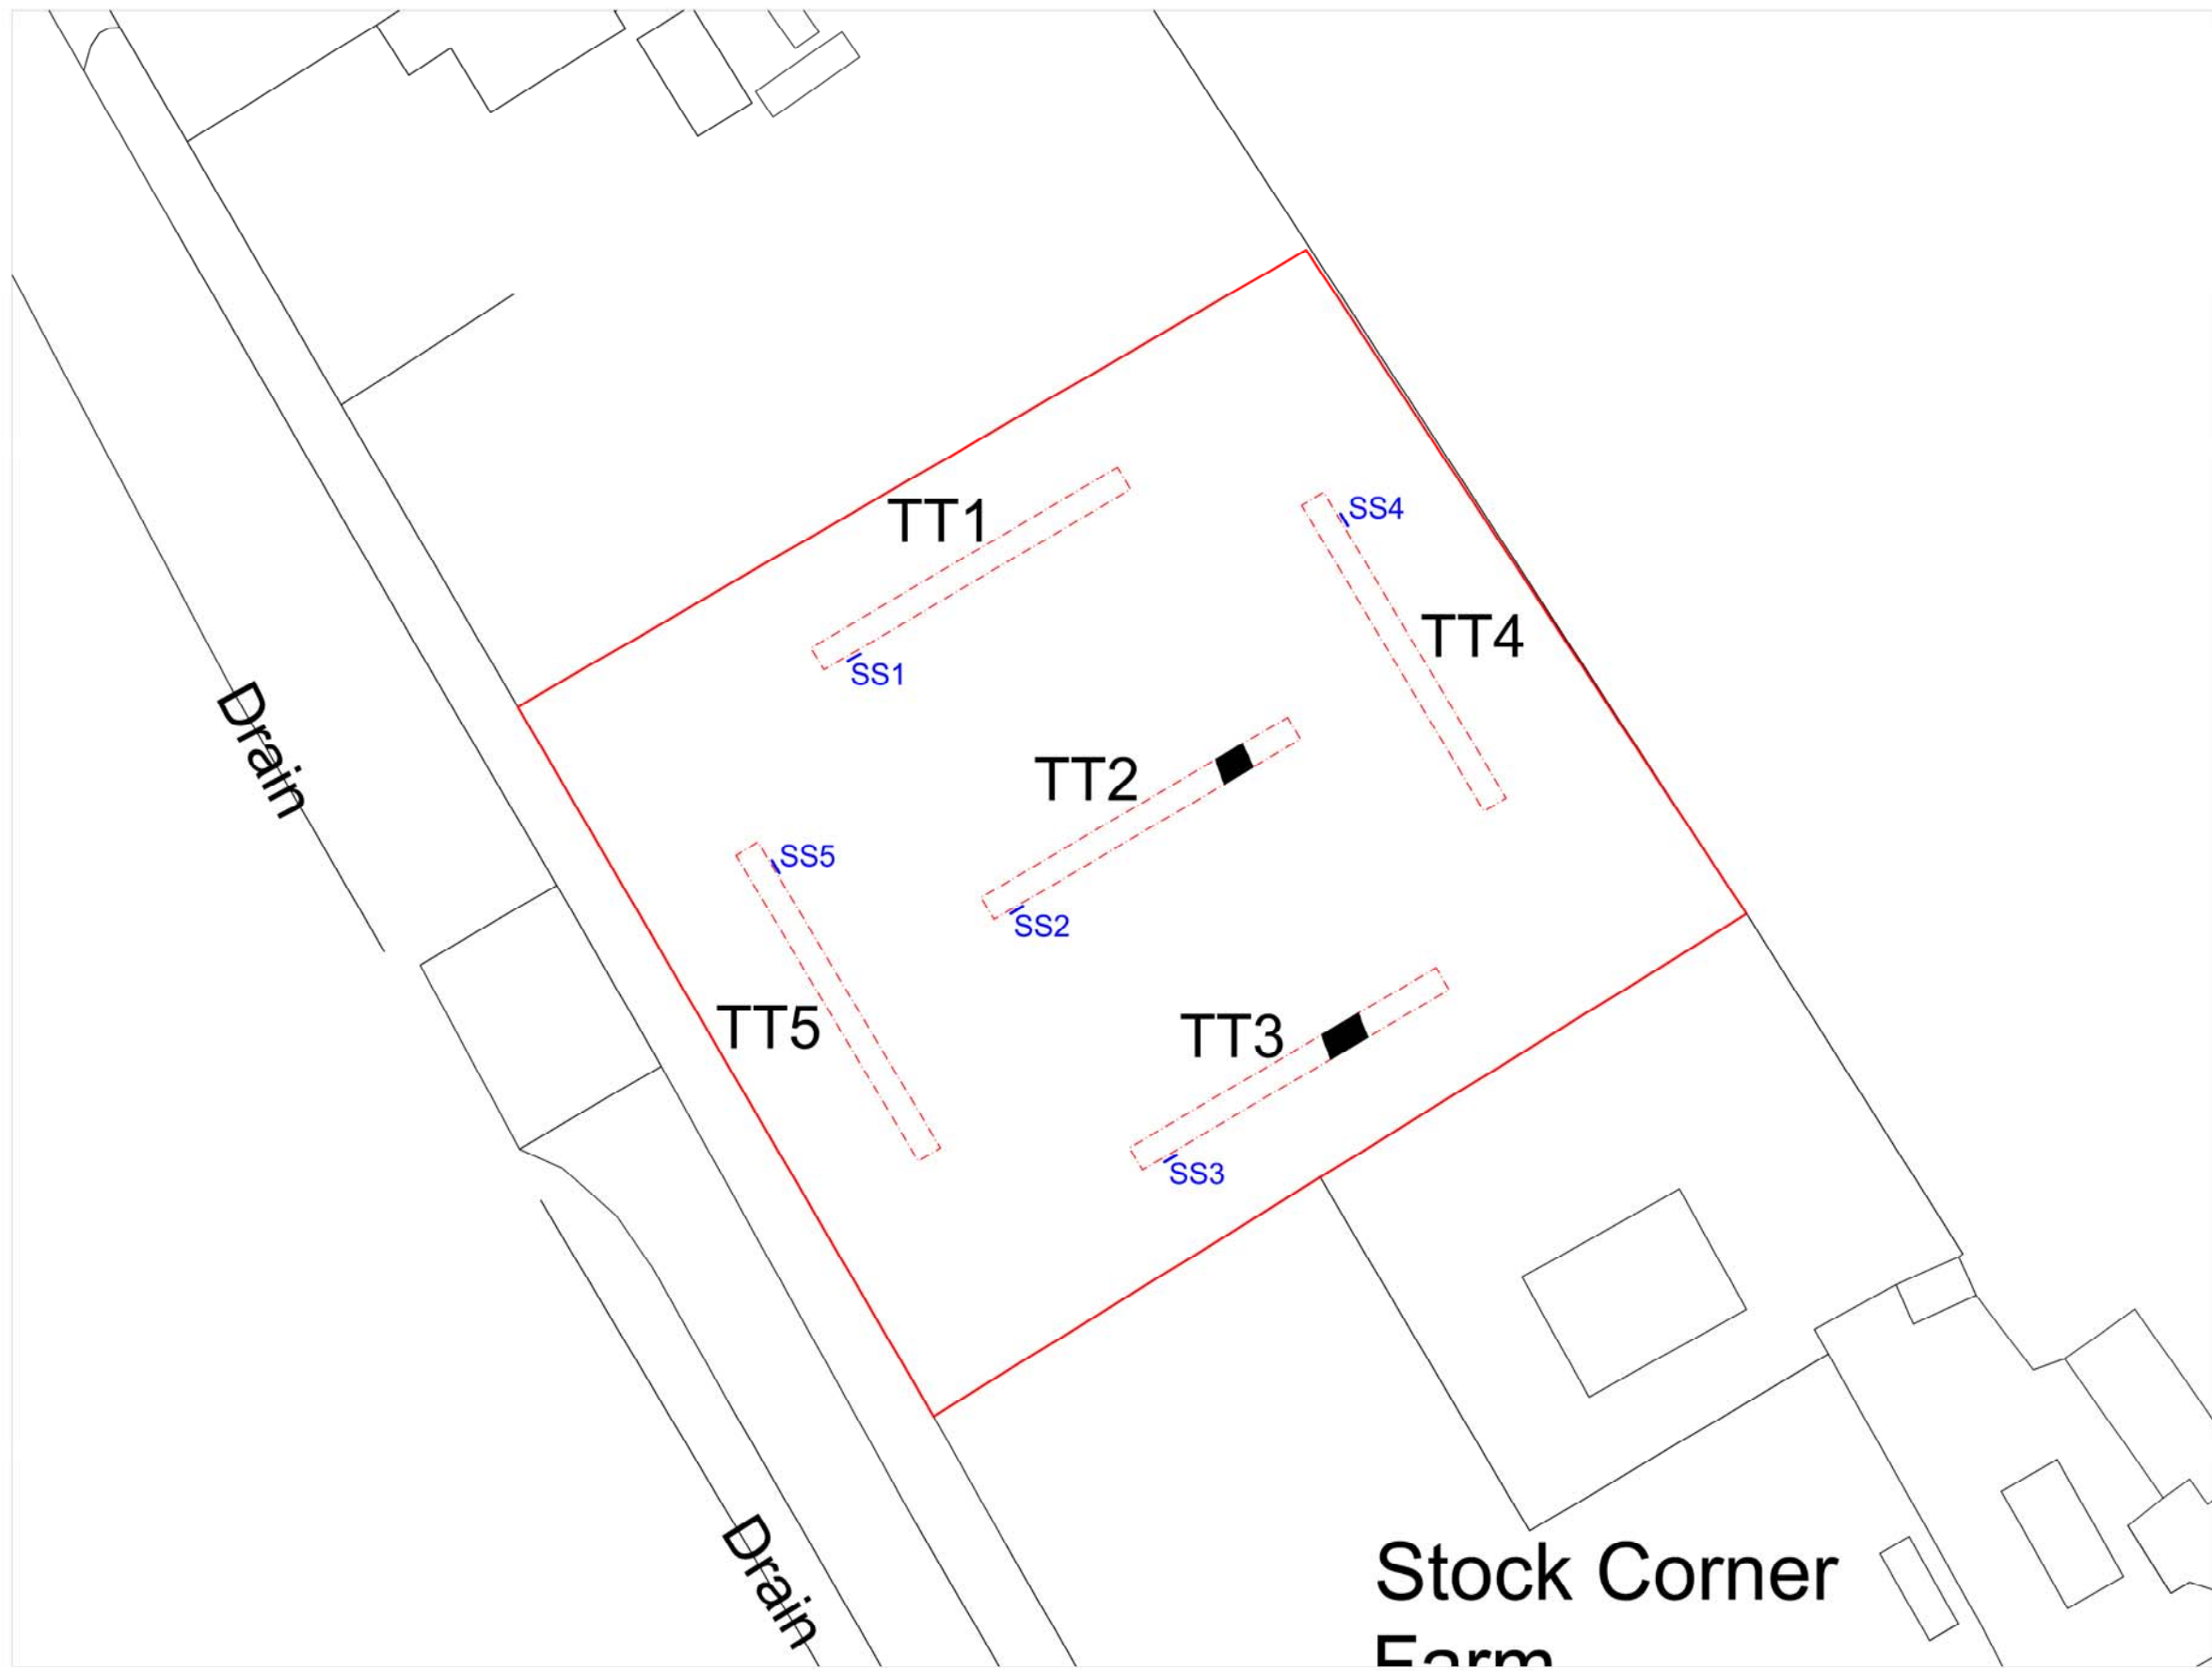 TT1
SS4
TT4
SS1
Drain
TT2
SS5
SS2
TT5
TT3
SS3
Drain
Stock Corner
Farm